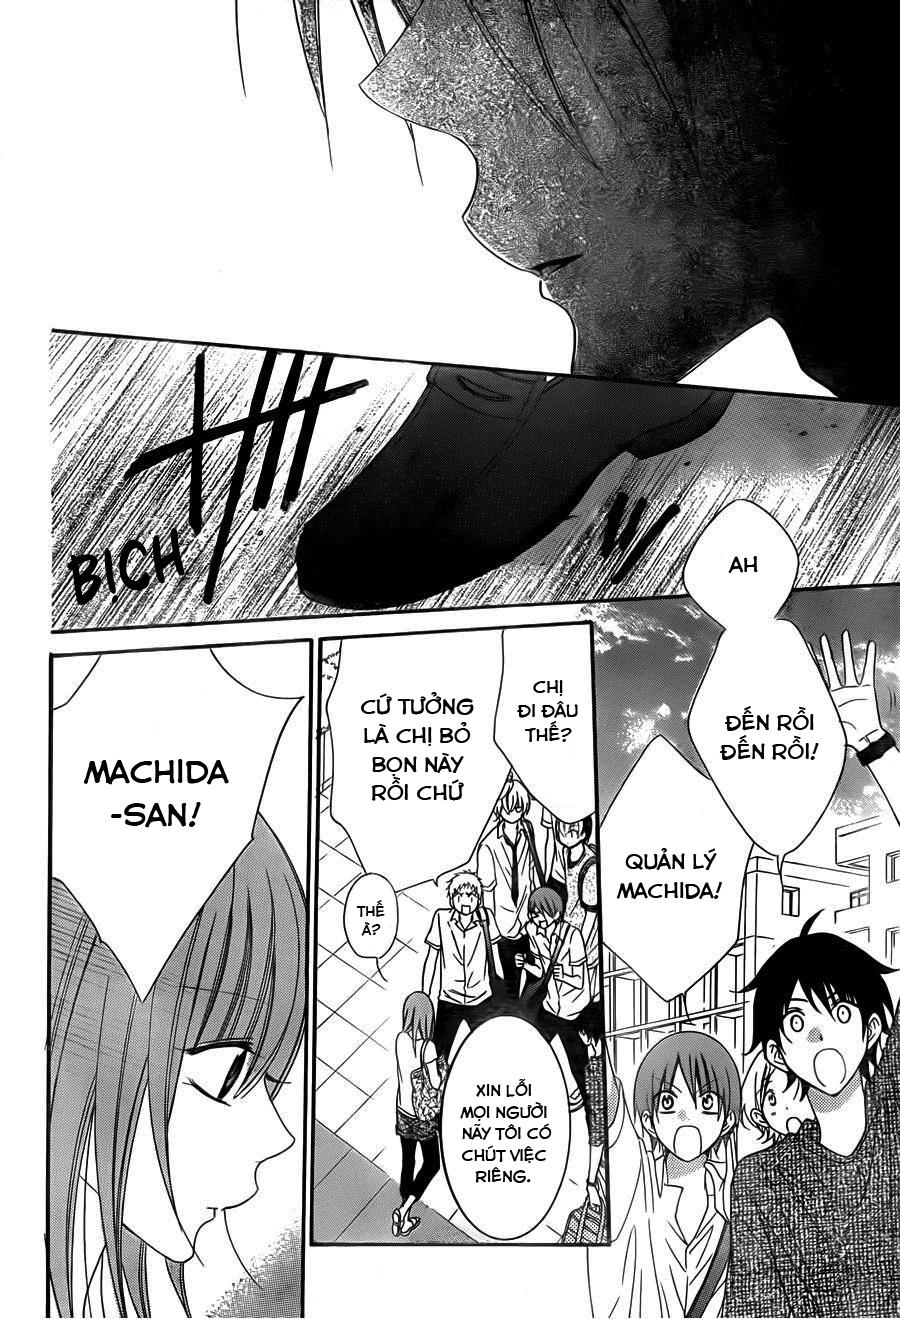 BỊCH
AH
ĐẾN RỒI
ĐẾN RỒI!
QUẢN LÝ
MACHIDA!
CHỊ
ĐI ĐÂU
THẾ?
CỨ TƯỞNG
LÀ CHỊ BỎ
BỌN NÀY
RỒI CHỨ
THẾ
À?
XIN LỖI
MỌI NGƯỜI
NÃY TÔI CÓ
CHÚT VIỆC
RIÊNG.
MACHIDA
-SAN!